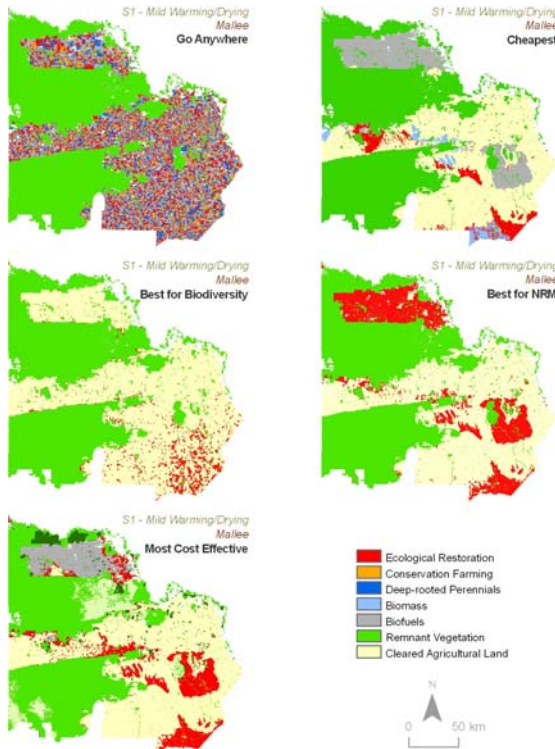 S1 - Mild Warming/Drying
Mallee
Go Anywhere
S1 - Mild Warming/Drying
Mallee
Cheapest
S1 - Mild Warming/Drying
Mallee
Best for Biodiversity
S1 - Mild Warming/Drying
Mallee
Best for NRM
S1 - Mild Warming/Drying
Mallee
Most Cost Effective
Ecological Restoration
Conservation Farming
Deep-rooted Perennials
Biomass
Biofuels
Remnant Vegetation
Cleared Agricultural Land
N
0 50 km